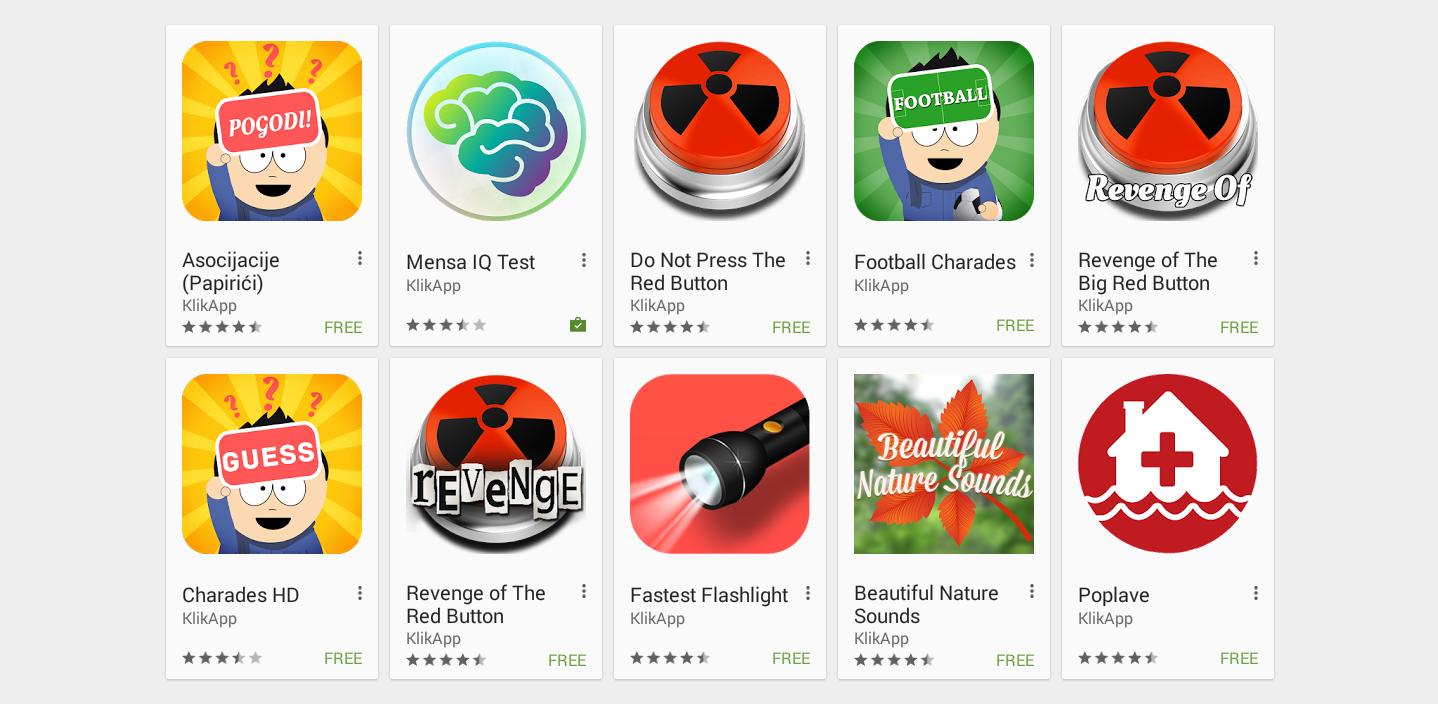 POGODI!
Asocijacije
(Papirići)
KlikApp
FREE
Mensa IQ Test
KlikApp
Do Not Press The
Red Button
KlikApp
FREE
FOOTBALL
Football Charades
KlikApp
FREE
Revenge Of
Revenge of The
Big Red Button
KlikApp
FREE
GUESS
Charades HD
KlikApp
FREE
rEVeNgE
Revenge of The
Red Button
KlikApp
FREE
Fastest Flashlight
KlikApp
FREE
Beautiful
Nature Sounds
Beautiful Nature
Sounds
KlikApp
FREE
Poplave
KlikApp
FREE